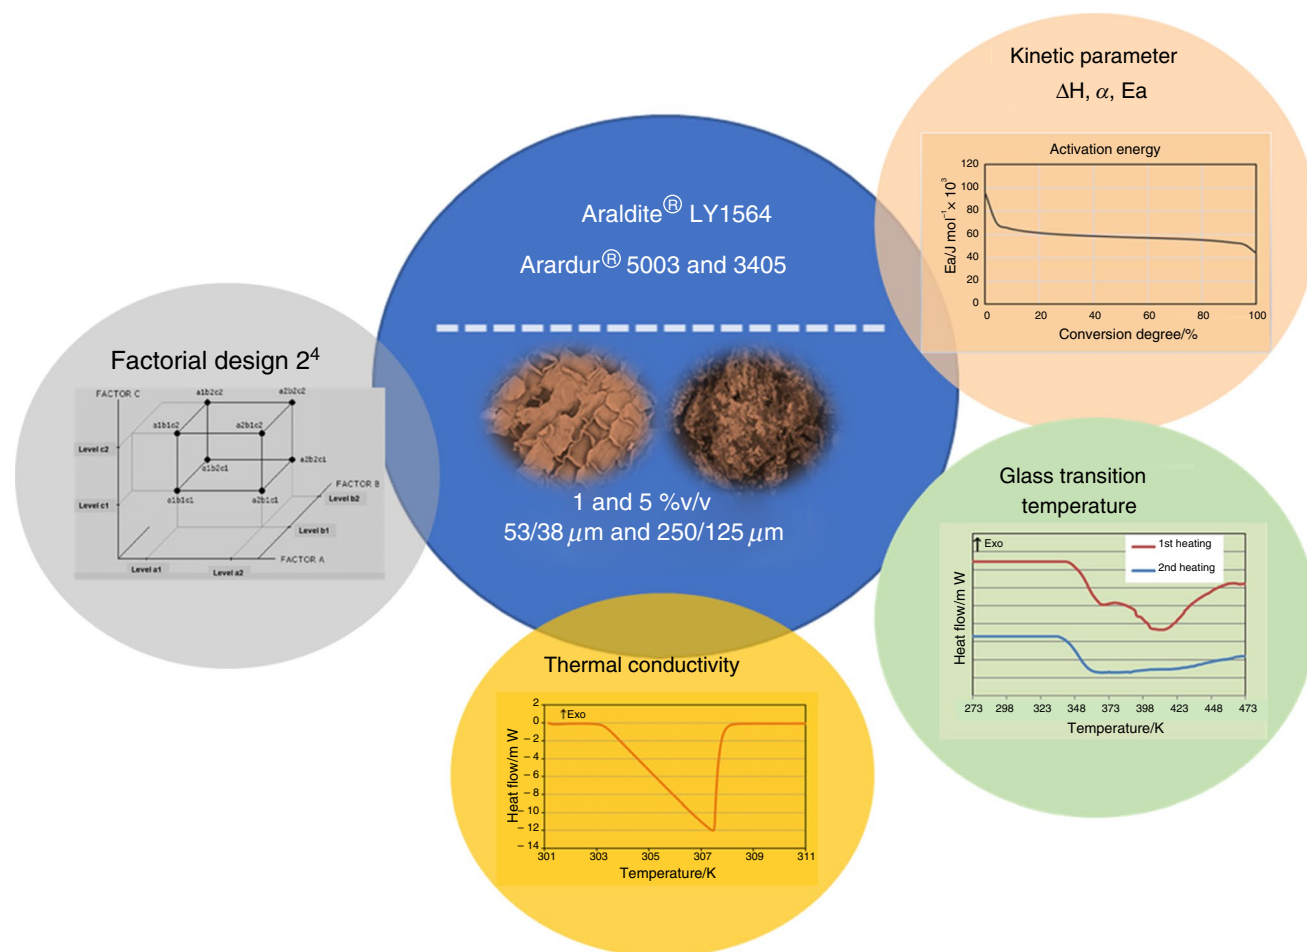 Kinetic parameter
ΔH, α, Ea
Activation energy
120
100
80
60
40
20
0
Ea/J mol⁻¹ × 10³
0 20 40 60 80 100
Conversion degree/%
Araldite® LY1564
Arardur® 5003 and 3405
1 and 5 %v/v
53/38 μm and 250/125 μm
Factorial design 2⁴
FACTOR C
a1b2c2
a2b2c2
a1b1c2
a2b1c2
Level c2
a1b2c1
a2b2c1
FACTOR B
Level b2
a1b1c1
a2b1c1
Level c1
Level b1
FACTOR A
Level a1
Level a2
Glass transition
temperature
↑ Exo
1st heating
2nd heating
Heat flow/m W
273 298 323 348 373 398 423 448 473
Temperature/K
Thermal conductivity
↑Exo
2
0
– 2
– 4
– 6
– 8
– 10
– 12
– 14
Heat flow/m W
301 303 305 307 309 311
Temperature/K